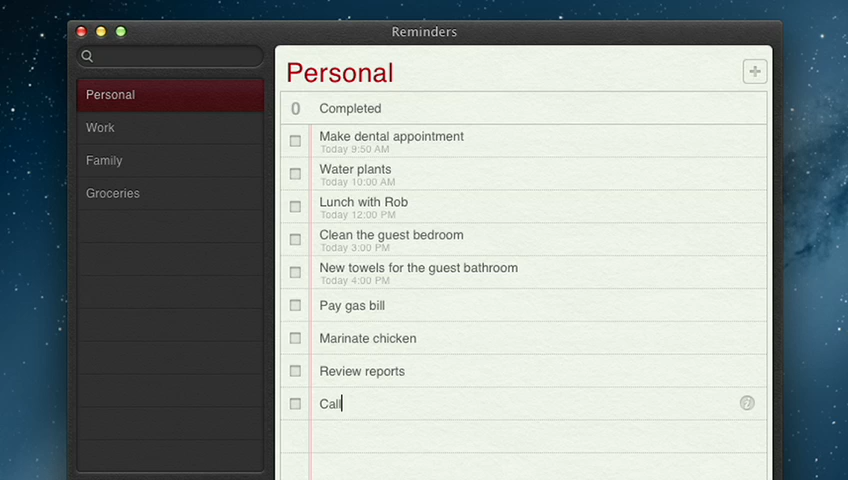 Reminders
Personal
Work
Family
Groceries
Personal
0 Completed
Make dental appointment
Today 9:50 AM
Water plants
Today 10:00 AM
Lunch with Rob
Today 12:00 PM
Clean the guest bedroom
Today 3:00 PM
New towels for the guest bathroom
Today 4:00 PM
Pay gas bill
Marinate chicken
Review reports
Call